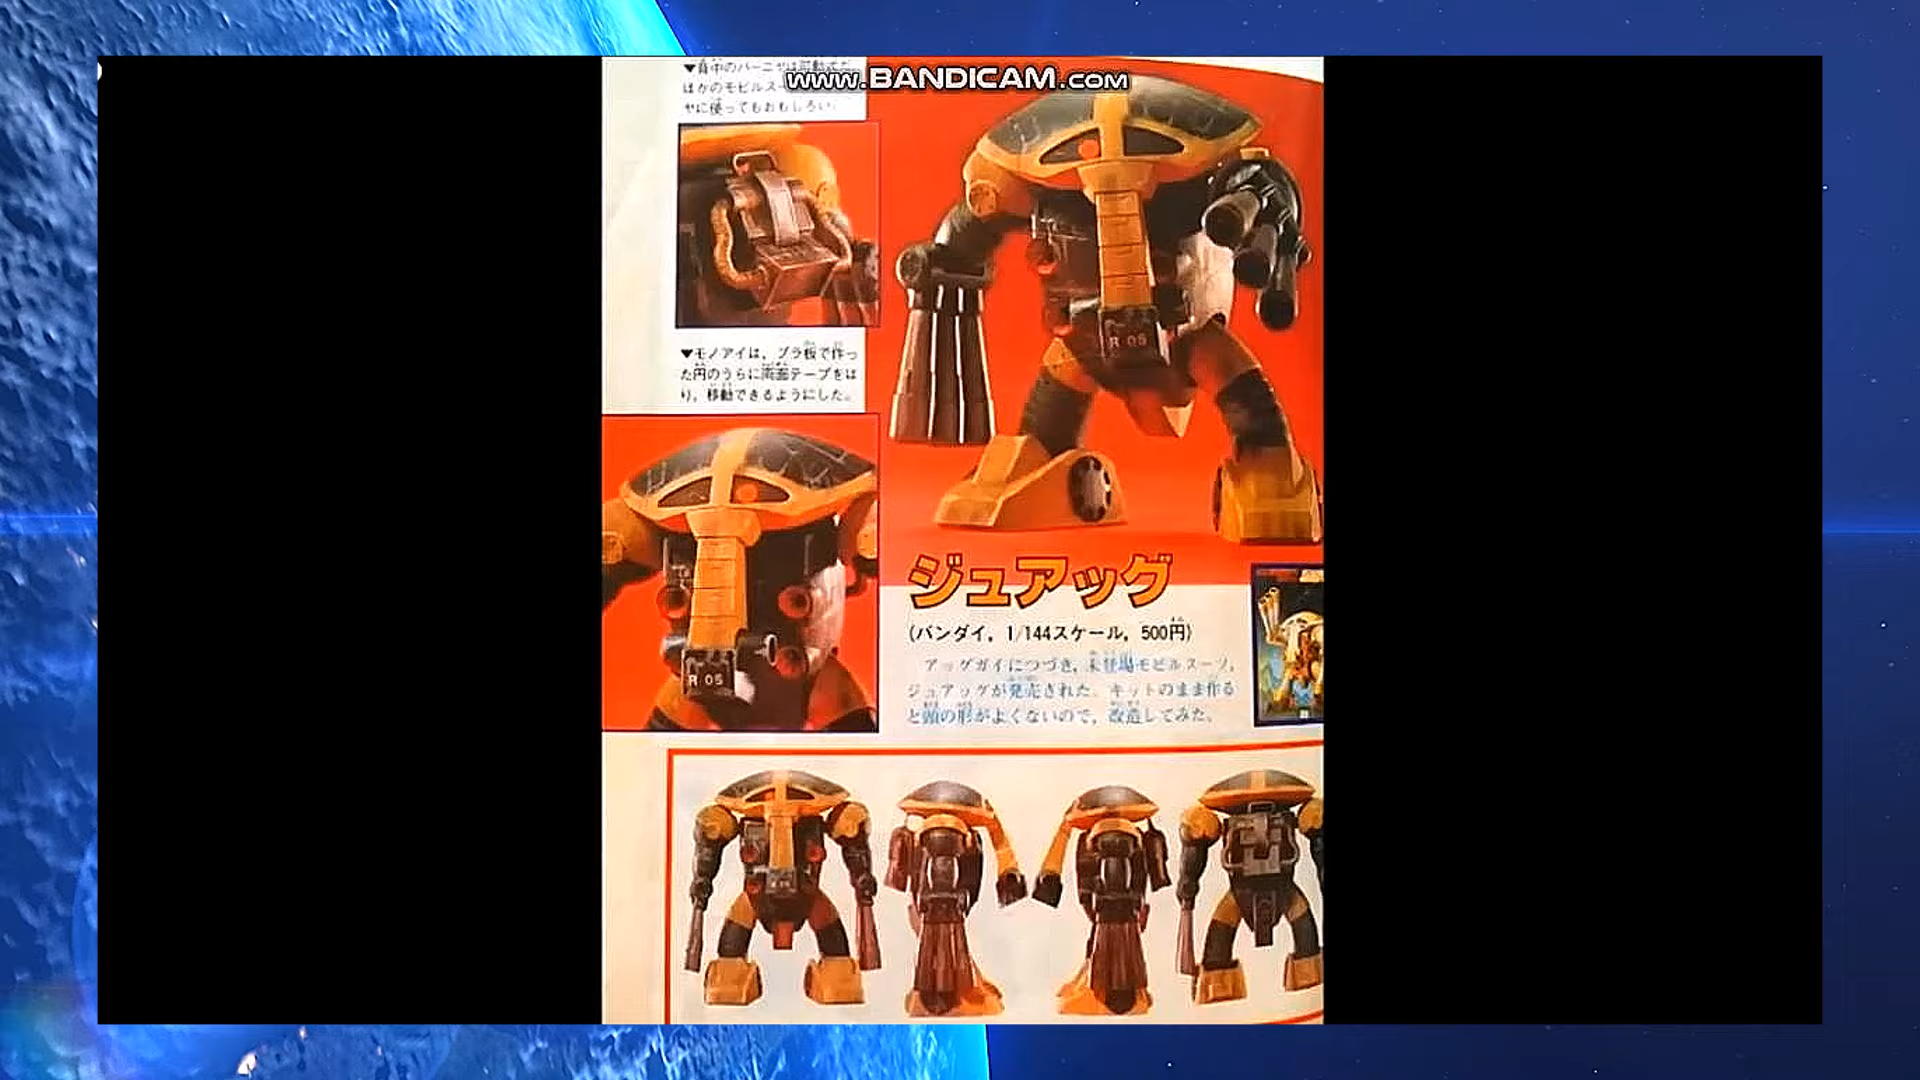 www.BANDICAM.com
▼背中のバーニヤは可動式だ
ほかのモビルスー
ヤに使ってもおもしろい。
▼モノアイは、プラ板で作っ
た円のうらに両面テープをは
り、移動できるようにした。
R 05
R 05
ジュアッグ
(バンダイ, 1/144スケール, 500円)
アッグガイにつづき, 未登場モビルスーツ,
ジュアッグが発売された。キットのまま作る
と頭の形がよくないので, 改造してみた。